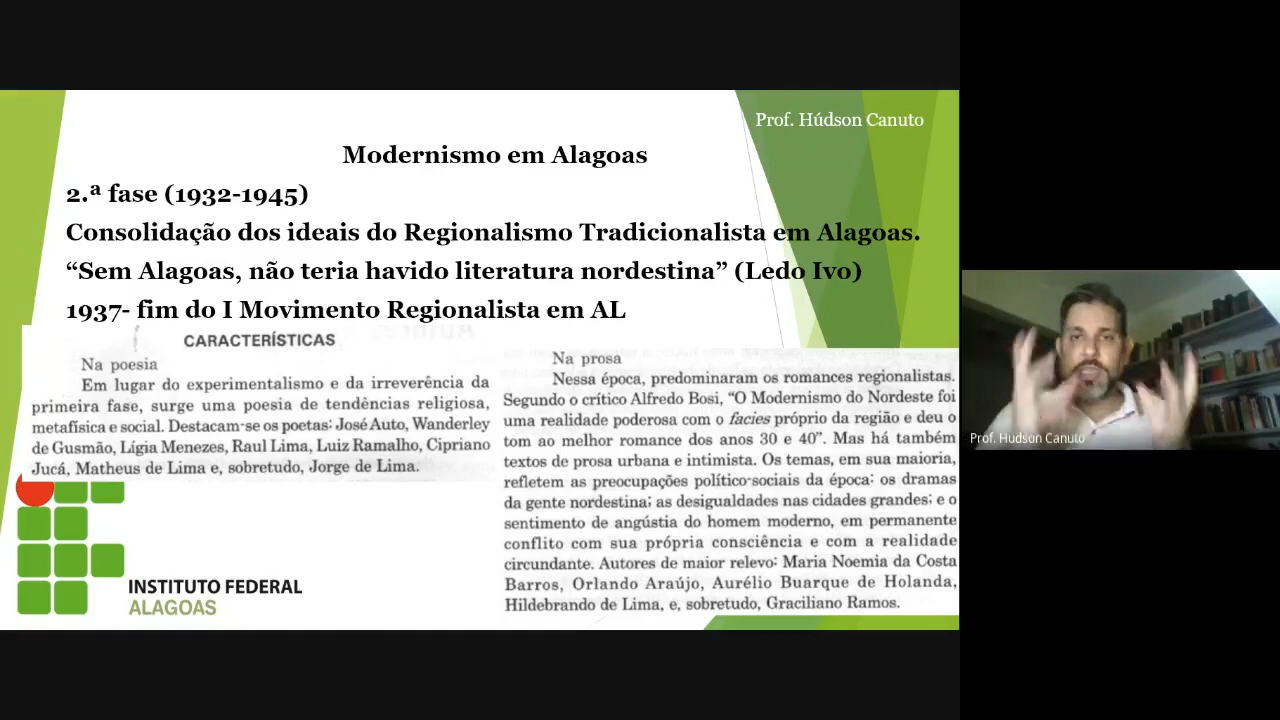 Prof. Húdson Canuto
Modernismo em Alagoas
2.ª fase (1932-1945)
Consolidação dos ideais do Regionalismo Tradicionalista em Alagoas.
“Sem Alagoas, não teria havido literatura nordestina” (Ledo Ivo)
1937- fim do I Movimento Regionalista em AL
CARACTERÍSTICAS
Na poesia
Em lugar do experimentalismo e da irreverência da
primeira fase, surge uma poesia de tendências religiosa,
metafísica e social. Destacam-se os poetas: José Auto, Wanderley
de Gusmão, Lígia Menezes, Raul Lima, Luiz Ramalho, Cipriano
Jucá, Matheus de Lima e, sobretudo, Jorge de Lima.
Na prosa
Nessa época, predominaram os romances regionalistas.
Segundo o crítico Alfredo Bosi, “O Modernismo do Nordeste foi
uma realidade poderosa com o facies próprio da região e deu o
tom ao melhor romance dos anos 30 e 40”. Mas há também
textos de prosa urbana e intimista. Os temas, em sua maioria,
refletem as preocupações político-sociais da época: os dramas
da gente nordestina; as desigualdades nas cidades grandes; e o
sentimento de angústia do homem moderno, em permanente
conflito com sua própria consciência e com a realidade
circundante. Autores de maior relevo: Maria Noemia da Costa
Barros, Orlando Araújo, Aurélio Buarque de Holanda,
Hildebrando de Lima, e, sobretudo, Graciliano Ramos.
INSTITUTO FEDERAL
ALAGOAS
Prof. Hudson Canuto